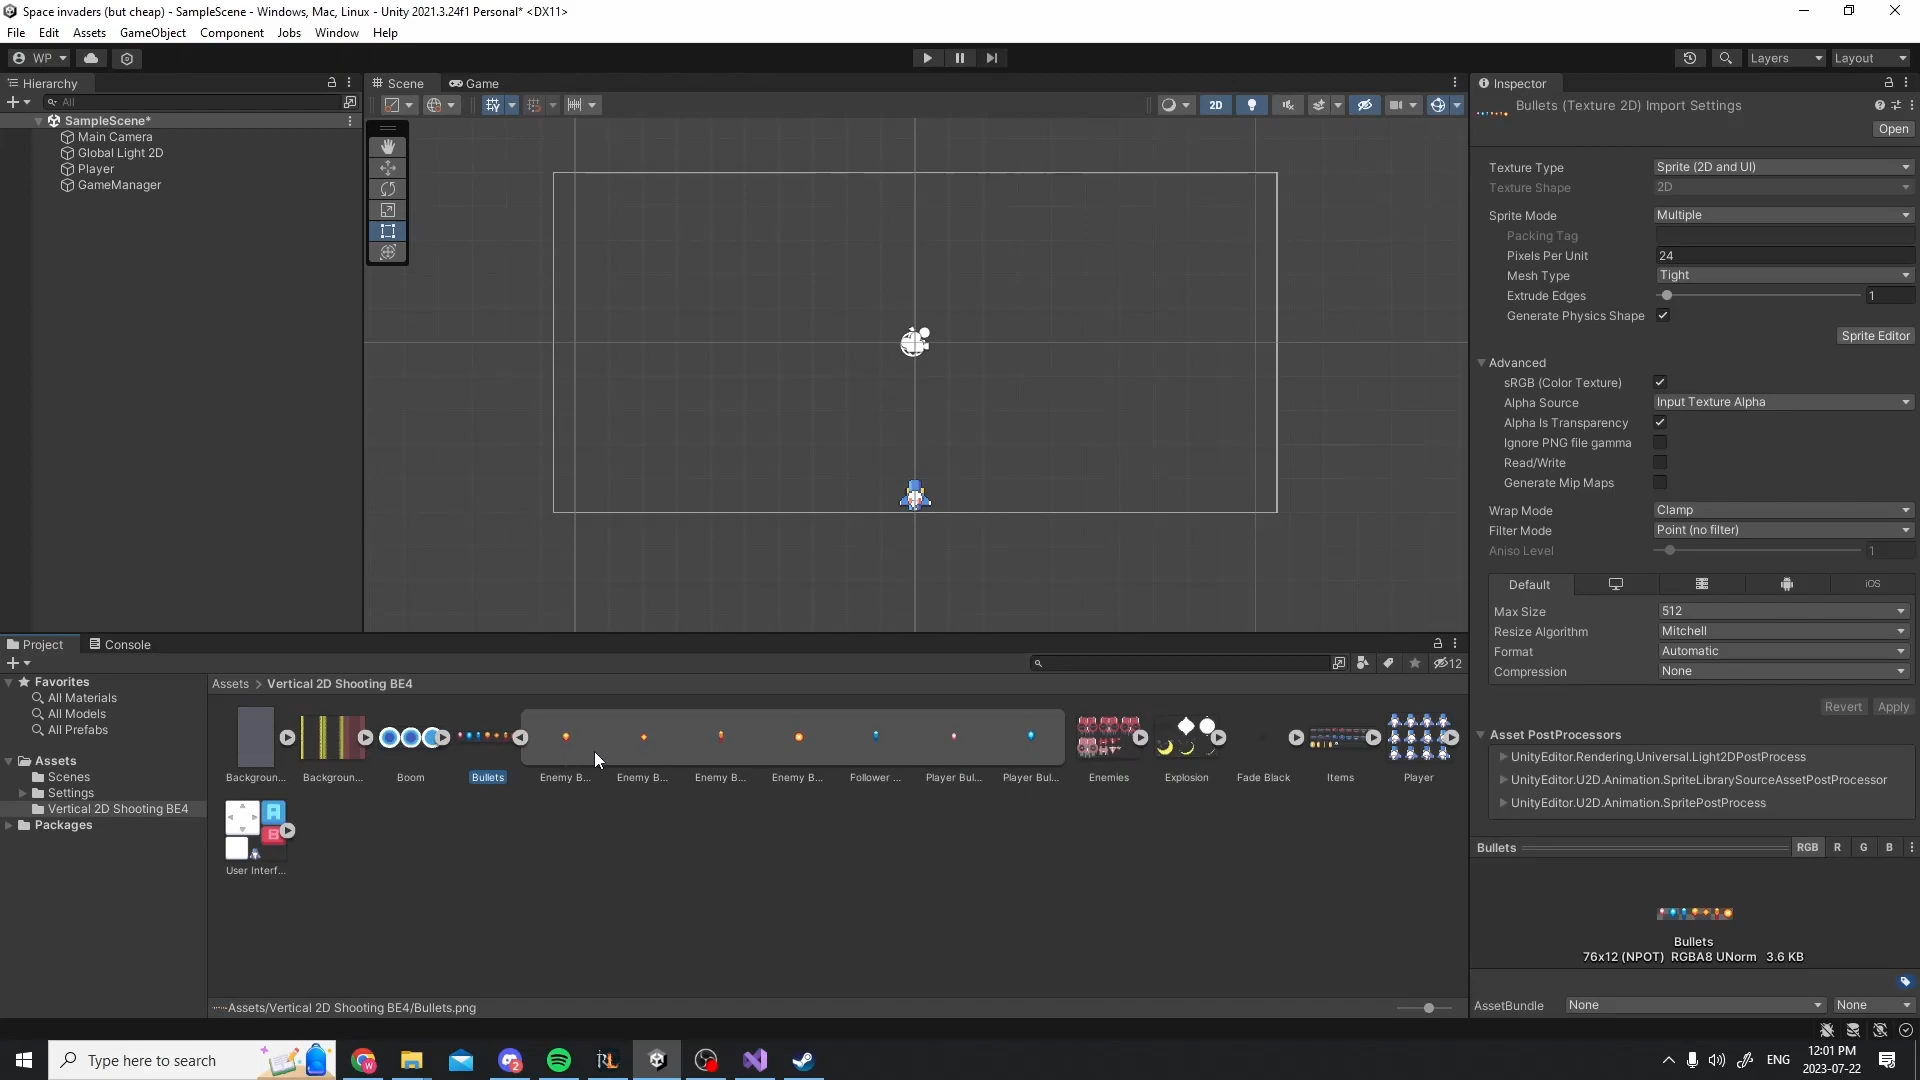 Space invaders (but cheap) - SampleScene - Windows, Mac, Linux - Unity 2021.3.24f1 Personal* <DX11>
File Edit Assets GameObject Component Jobs Window Help
WP Layers Layout
Hierarchy
All
SampleScene*
Main Camera
Global Light 2D
Player
GameManager
Scene Game
2D
Inspector
Bullets (Texture 2D) Import Settings
Open
Texture Type Sprite (2D and UI)
Texture Shape 2D
Sprite Mode Multiple
Packing Tag
Pixels Per Unit 24
Mesh Type Tight
Extrude Edges 1
Generate Physics Shape
Sprite Editor
Advanced
sRGB (Color Texture)
Alpha Source Input Texture Alpha
Alpha Is Transparency
Ignore PNG file gamma
Read/Write
Generate Mip Maps
Wrap Mode Clamp
Filter Mode Point (no filter)
Aniso Level 1
Default iOS
Max Size 512
Resize Algorithm Mitchell
Format Automatic
Compression None
Revert Apply
Asset PostProcessors
UnityEditor.Rendering.Universal.Light2DPostProcess
UnityEditor.U2D.Animation.SpriteLibrarySourceAssetPostProcessor
UnityEditor.U2D.Animation.SpritePostProcess
Bullets RGB R G B
Bullets
76x12 (NPOT) RGBA8 UNorm 3.6 KB
AssetBundle None None
Project Console
12
Favorites
All Materials
All Models
All Prefabs
Assets
Scenes
Settings
Vertical 2D Shooting BE4
Packages
Assets > Vertical 2D Shooting BE4
Backgroun... Backgroun... Boom Bullets Enemy B... Enemy B... Enemy B... Enemy B... Follower ... Player Bul... Player Bul... Enemies Explosion Fade Black Items Player
A
B
User Interf...
Assets/Vertical 2D Shooting BE4/Bullets.png
Type here to search
W
2
RL
ENG
12:01 PM
2023-07-22